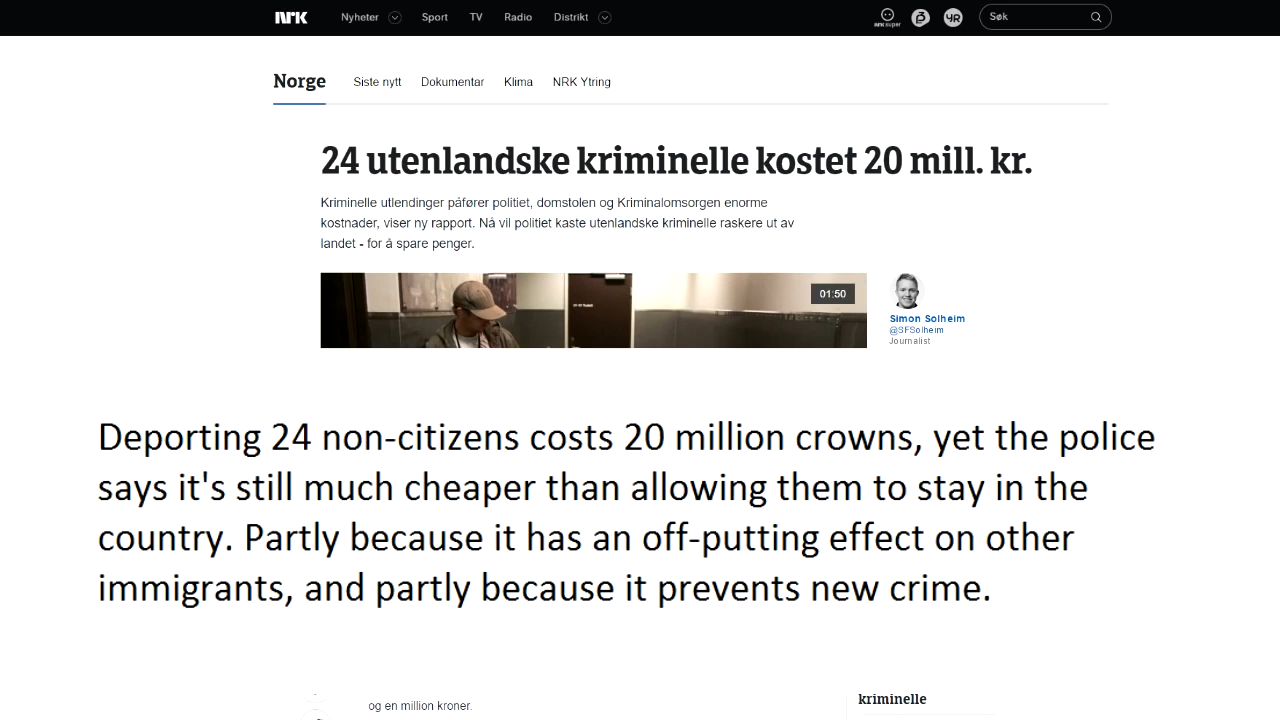 NRK Nyheter Sport TV Radio Distrikt NRK super P3 YR Søk
Norge Siste nytt Dokumentar Klima NRK Ytring
24 utenlandske kriminelle kostet 20 mill. kr.
Kriminelle utlendinger påfører politiet, domstolen og Kriminalomsorgen enorme
kostnader, viser ny rapport. Nå vil politiet kaste utenlandske kriminelle raskere ut av
landet - for å spare penger.
01:50
Simon Solheim
@SFSolheim
Journalist
Deporting 24 non-citizens costs 20 million crowns, yet the police
says it's still much cheaper than allowing them to stay in the
country. Partly because it has an off-putting effect on other
immigrants, and partly because it prevents new crime.
og en million kroner.
kriminelle